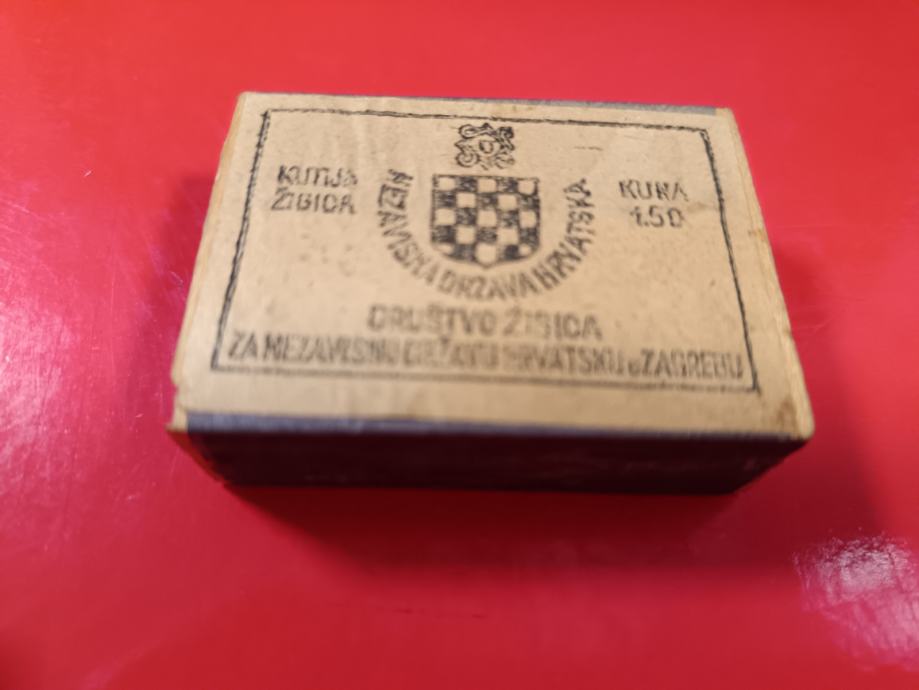 KUTIJA
ŽIGICA
NEZAVISNA DRŽAVA HRVATSKA
KUNA
1.50
DRUŠTVO ŽIGICA
ZA NEZAVISNU DRŽAVU HRVATSKU u ZAGREBU